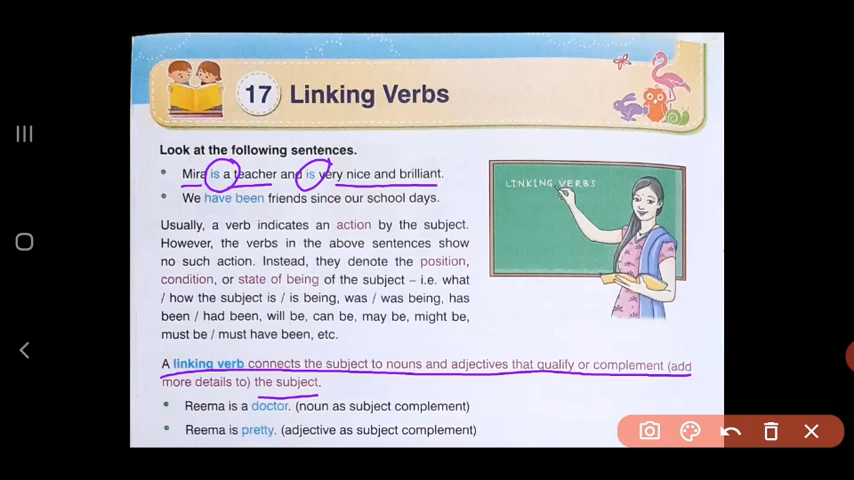 17 Linking Verbs
Look at the following sentences.
• Mira is a teacher and is very nice and brilliant.
• We have been friends since our school days.
Usually, a verb indicates an action by the subject.
However, the verbs in the above sentences show
no such action. Instead, they denote the position,
condition, or state of being of the subject – i.e. what
/ how the subject is / is being, was / was being, has
been / had been, will be, can be, may be, might be,
must be / must have been, etc.
LINKING VERBS
A linking verb connects the subject to nouns and adjectives that qualify or complement (add
more details to) the subject.
• Reema is a doctor. (noun as subject complement)
• Reema is pretty. (adjective as subject complement)